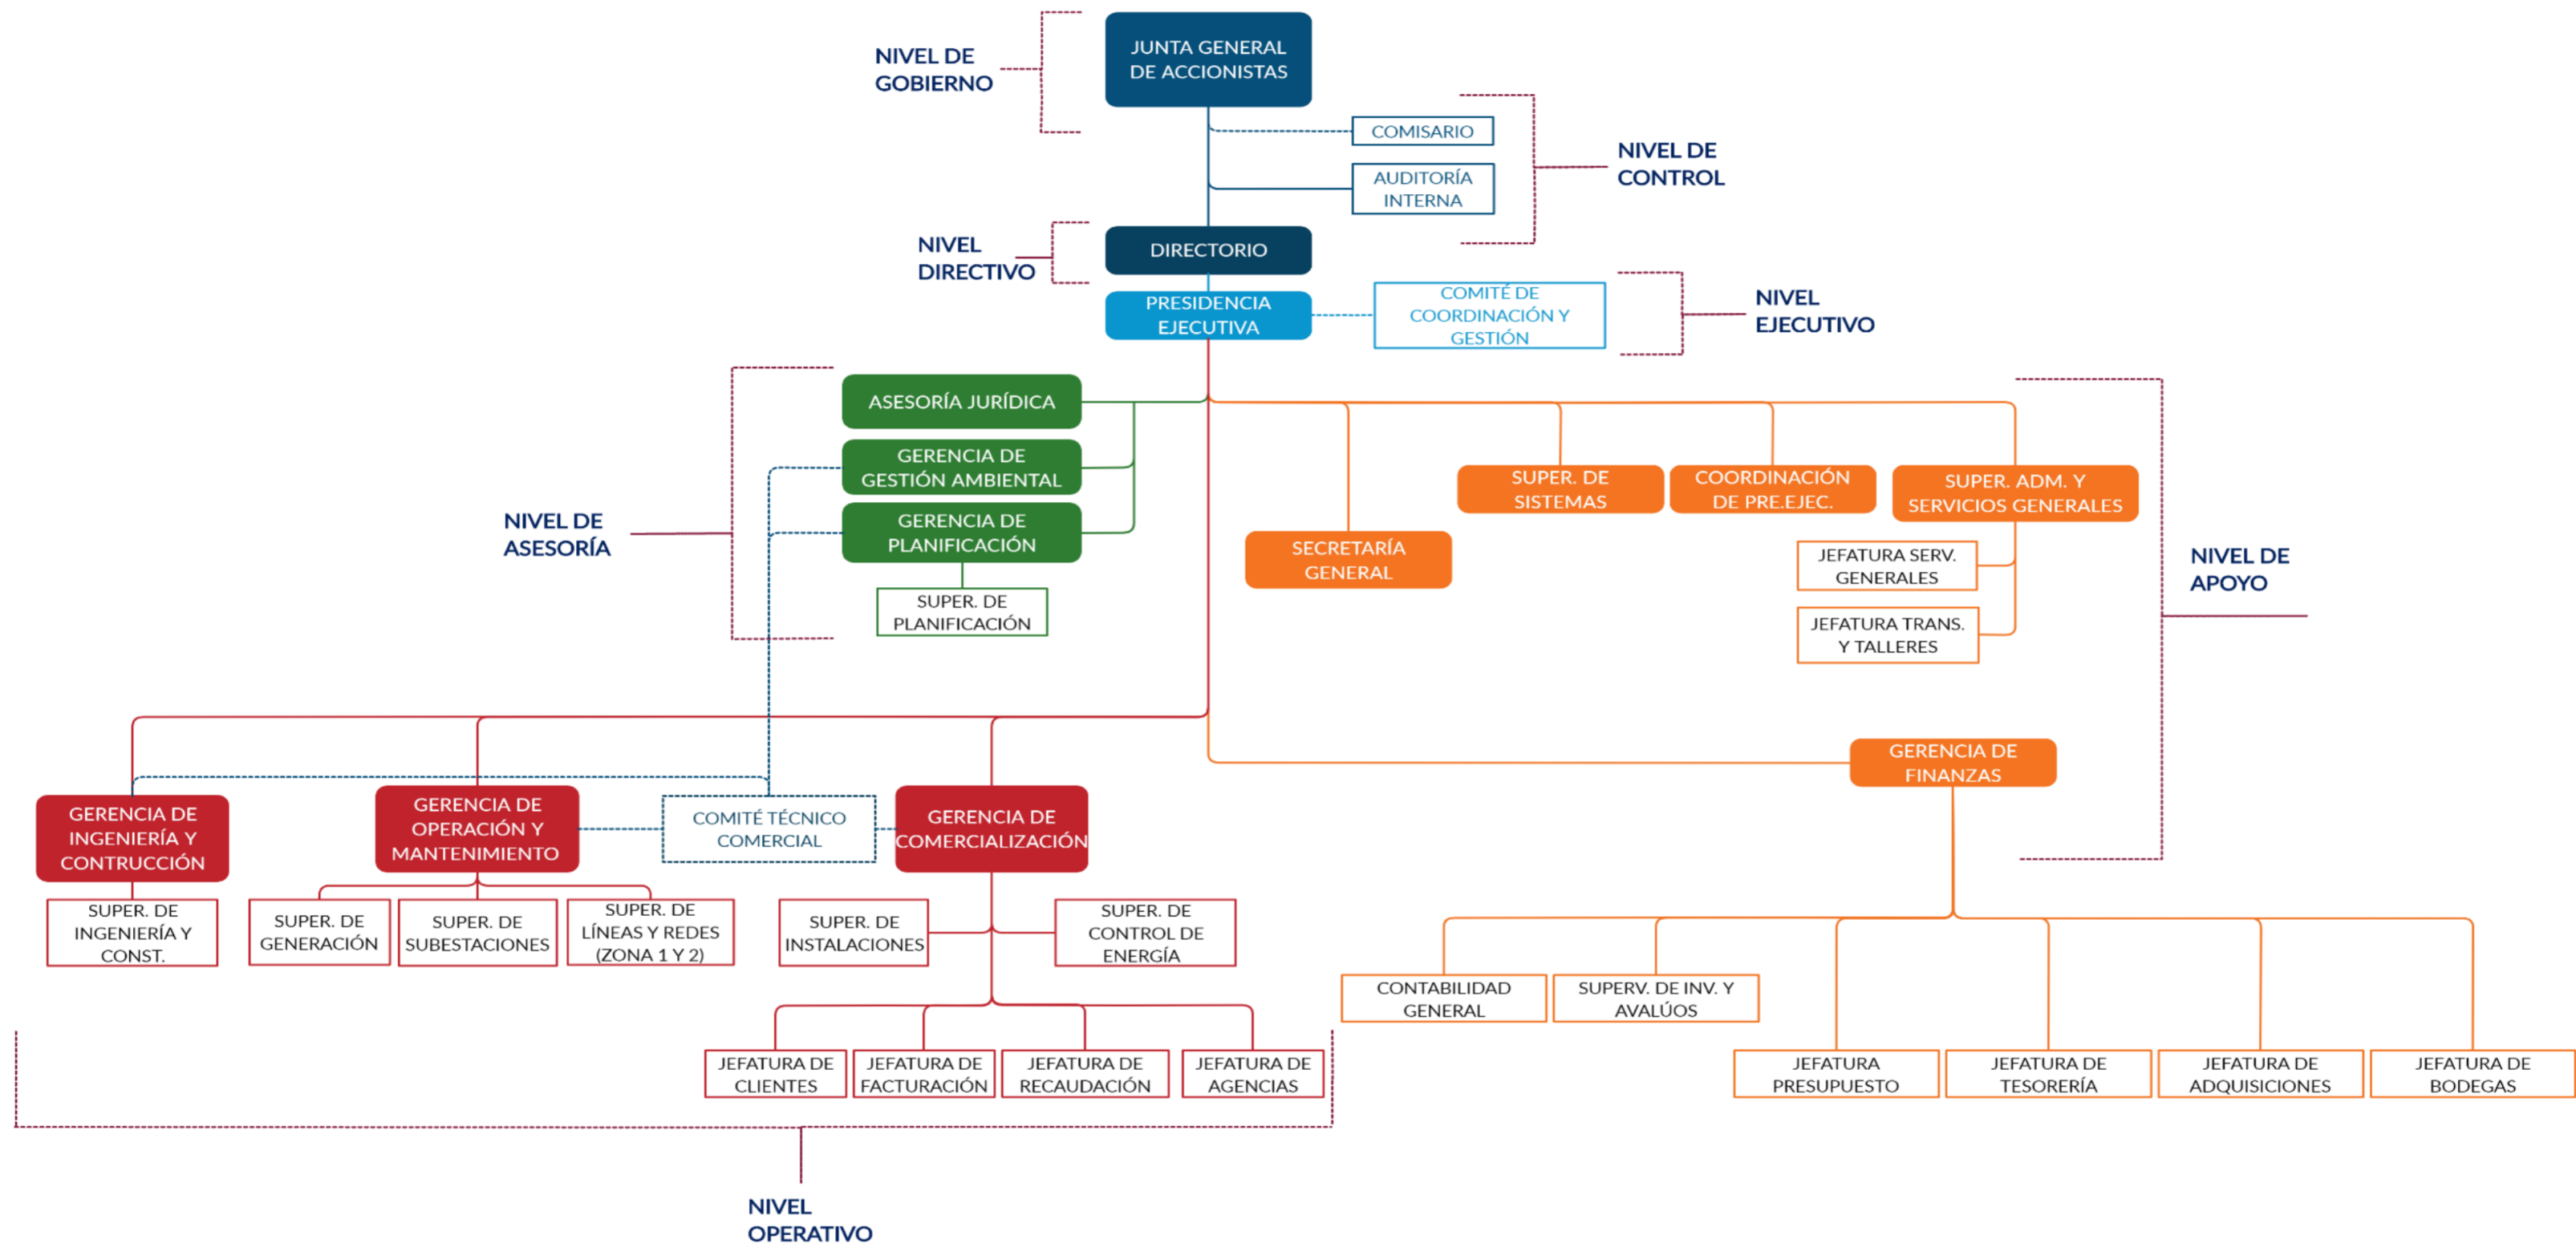 JUNTA GENERAL
DE ACCIONISTAS
NIVEL DE
GOBIERNO
COMISARIO
AUDITORÍA
INTERNA
NIVEL DE
CONTROL
NIVEL
DIRECTIVO
DIRECTORIO
PRESIDENCIA
EJECUTIVA
COMITÉ DE
COORDINACIÓN Y
GESTIÓN
NIVEL
EJECUTIVO
ASESORÍA JURÍDICA
GERENCIA DE
GESTIÓN AMBIENTAL
GERENCIA DE
PLANIFICACIÓN
SUPER. DE
PLANIFICACIÓN
NIVEL DE
ASESORÍA
SECRETARÍA
GENERAL
SUPER. DE
SISTEMAS
COORDINACIÓN
DE PRE.EJEC.
SUPER. ADM. Y
SERVICIOS GENERALES
JEFATURA SERV.
GENERALES
JEFATURA TRANS.
Y TALLERES
NIVEL DE
APOYO
GERENCIA DE
FINANZAS
GERENCIA DE
INGENIERÍA Y
CONTRUCCIÓN
GERENCIA DE
OPERACIÓN Y
MANTENIMIENTO
COMITÉ TÉCNICO
COMERCIAL
GERENCIA DE
COMERCIALIZACIÓN
SUPER. DE
INGENIERÍA Y
CONST.
SUPER. DE
GENERACIÓN
SUPER. DE
SUBESTACIONES
SUPER. DE
LÍNEAS Y REDES
(ZONA 1 Y 2)
SUPER. DE
INSTALACIONES
SUPER. DE
CONTROL DE
ENERGÍA
CONTABILIDAD
GENERAL
SUPERV. DE INV. Y
AVALÚOS
JEFATURA DE
CLIENTES
JEFATURA DE
FACTURACIÓN
JEFATURA DE
RECAUDACIÓN
JEFATURA DE
AGENCIAS
JEFATURA
PRESUPUESTO
JEFATURA DE
TESORERÍA
JEFATURA DE
ADQUISICIONES
JEFATURA DE
BODEGAS
NIVEL
OPERATIVO